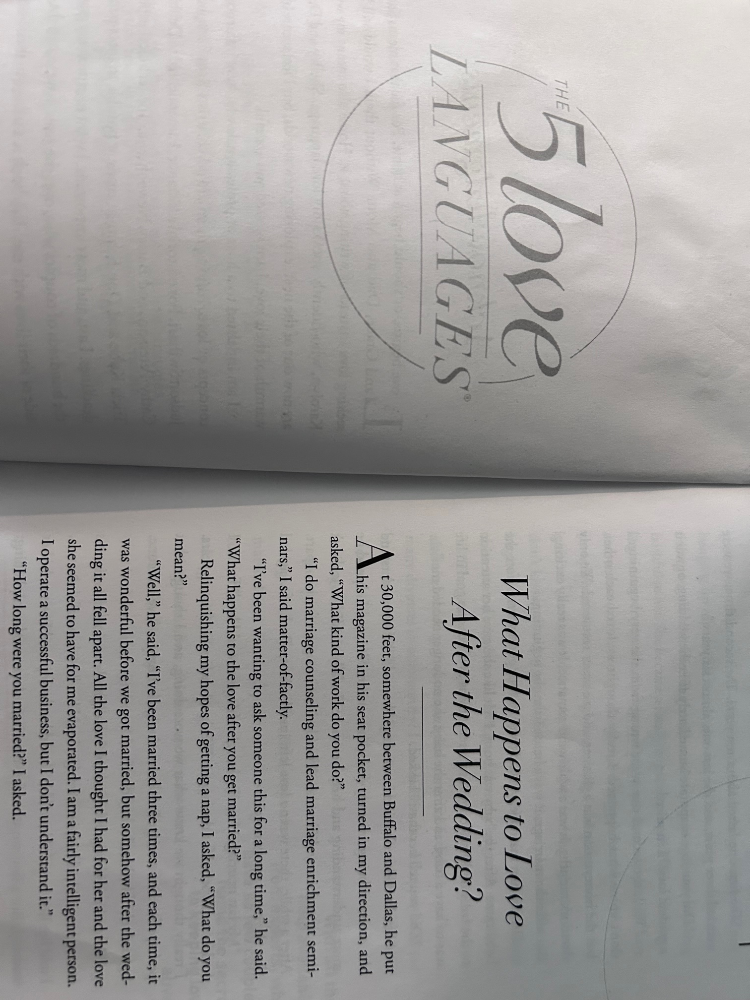 THE
5 love
LANGUAGES®
What Happens to Love
After the Wedding?
At 30,000 feet, somewhere between Buffalo and Dallas, he put
his magazine in his seat pocket, turned in my direction, and
asked, “What kind of work do you do?”
“I do marriage counseling and lead marriage enrichment semi-
nars,” I said matter-of-factly.
“I’ve been wanting to ask someone this for a long time,” he said.
“What happens to the love after you get married?”
Relinquishing my hopes of getting a nap, I asked, “What do you
mean?”
“Well,” he said, “I’ve been married three times, and each time, it
was wonderful before we got married, but somehow after the wed-
ding it all fell apart. All the love I thought I had for her and the love
she seemed to have for me evaporated. I am a fairly intelligent person.
I operate a successful business, but I don’t understand it.”
“How long were you married?” I asked.